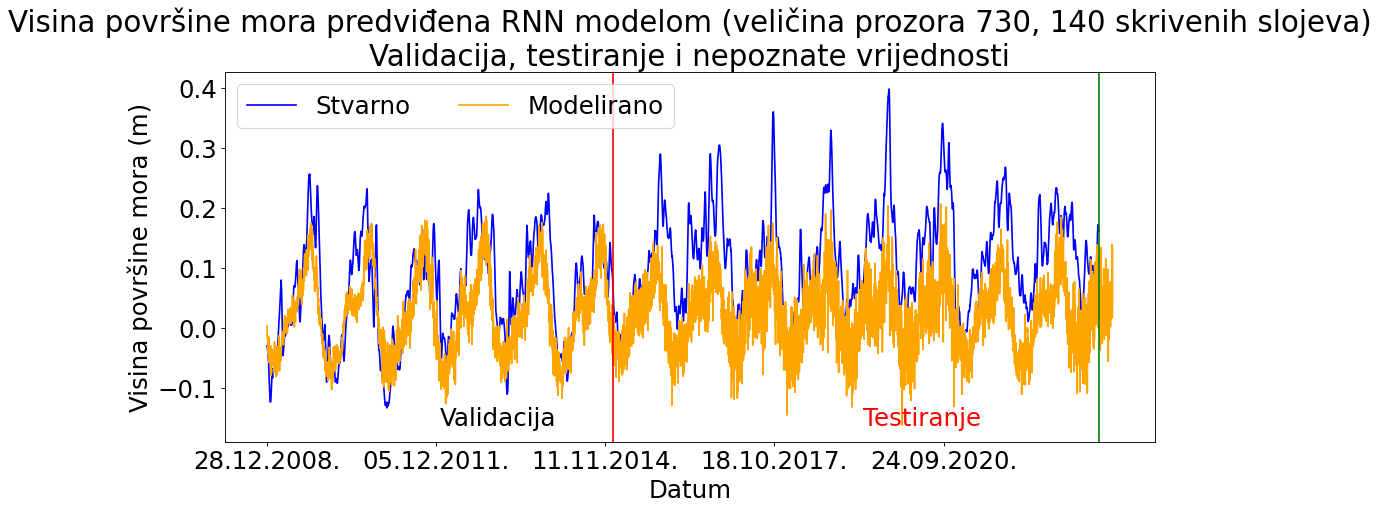 Visina površine mora predviđena RNN modelom (veličina prozora 730, 140 skrivenih slojeva)
Validacija, testiranje i nepoznate vrijednosti
Stvarno Modelirano
Visina površine mora (m)
0.4
0.3
0.2
0.1
0.0
−0.1
Validacija Testiranje
28.12.2008. 05.12.2011. 11.11.2014. 18.10.2017. 24.09.2020.
Datum